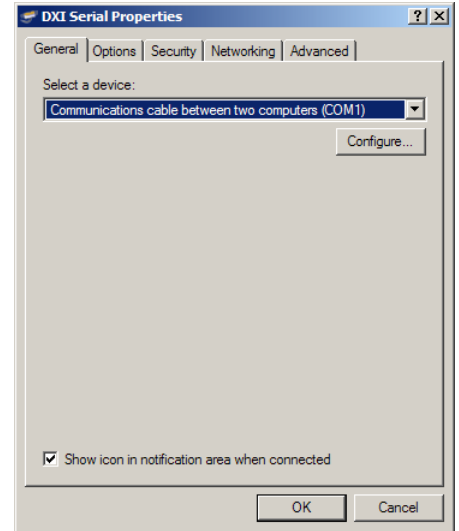 DXI Serial Properties
General Options Security Networking Advanced
Select a device:
Communications cable between two computers (COM1)
Configure...
Show icon in notification area when connected
OK Cancel